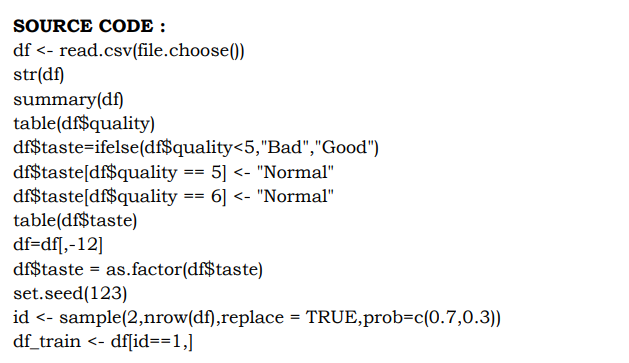 SOURCE CODE :
df <- read.csv(file.choose())
str(df)
summary(df)
table(df$quality)
df$taste=ifelse(df$quality<5,"Bad","Good")
df$taste[df$quality == 5] <- "Normal"
df$taste[df$quality == 6] <- "Normal"
table(df$taste)
df=df[,-12]
df$taste = as.factor(df$taste)
set.seed(123)
id <- sample(2,nrow(df),replace = TRUE,prob=c(0.7,0.3))
df_train <- df[id==1,]